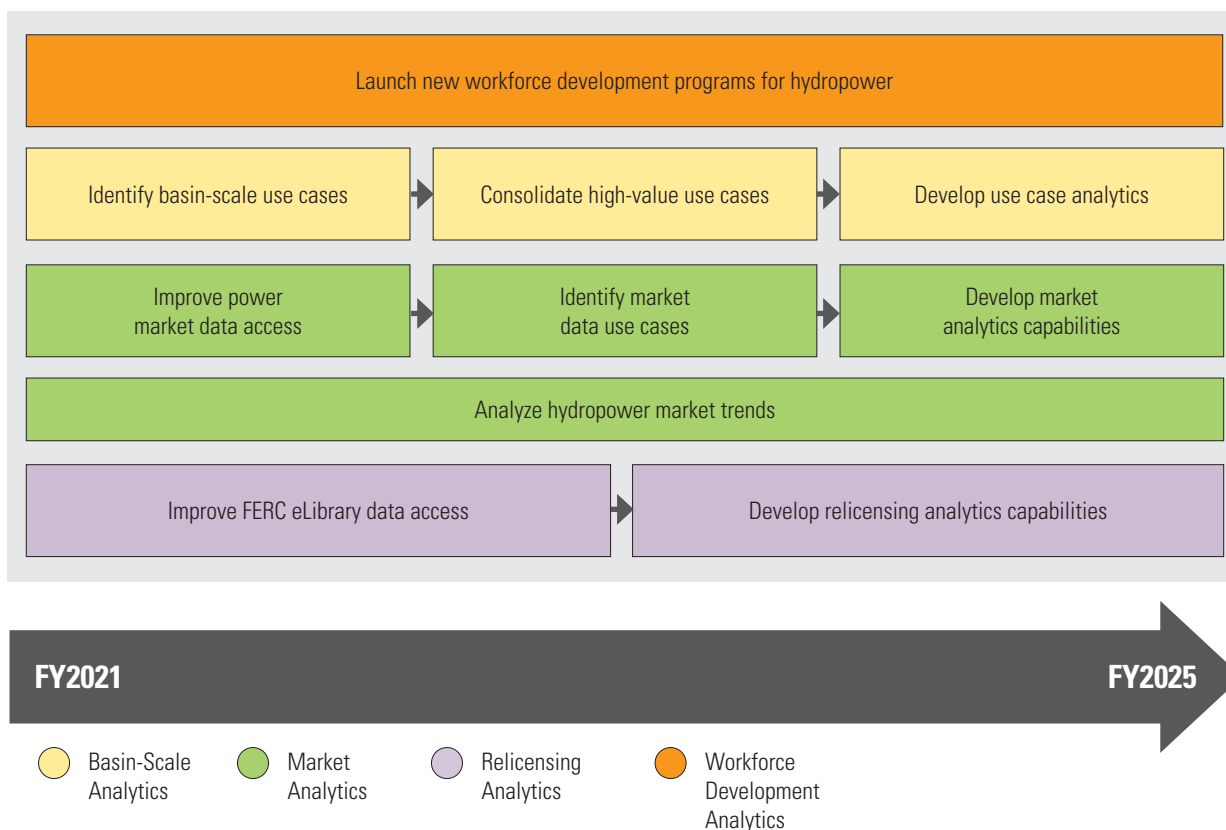 Launch new workforce development programs for hydropower
Identify basin-scale use cases
Consolidate high-value use cases
Develop use case analytics
Improve power
market data access
Identify market
data use cases
Develop market
analytics capabilities
Analyze hydropower market trends
Improve FERC eLibrary data access
Develop relicensing analytics capabilities
FY2021
FY2025
Basin-Scale
Analytics
Market
Analytics
Relicensing
Analytics
Workforce
Development
Analytics